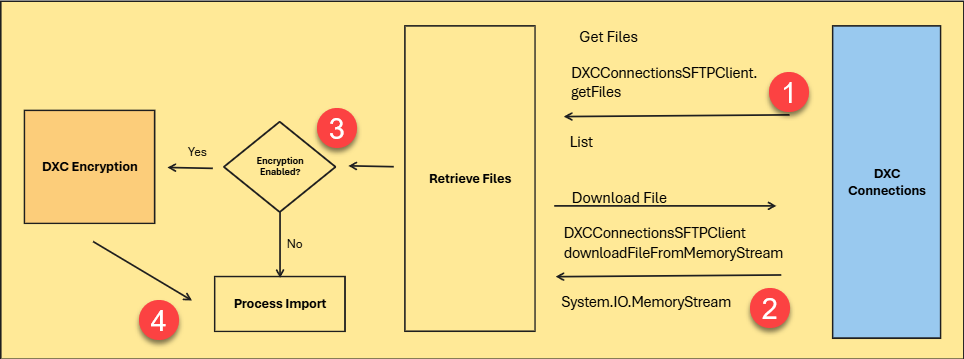 Get Files
DXCConnectionsSFTPClient.
getFiles
1
List
3
Yes
Encryption
Enabled?
DXC Encryption
Retrieve Files
DXC
Connections
Download File
DXCConnectionsSFTPClient
downloadFileFromMemoryStream
No
Process Import
System.IO.MemoryStream
2
4